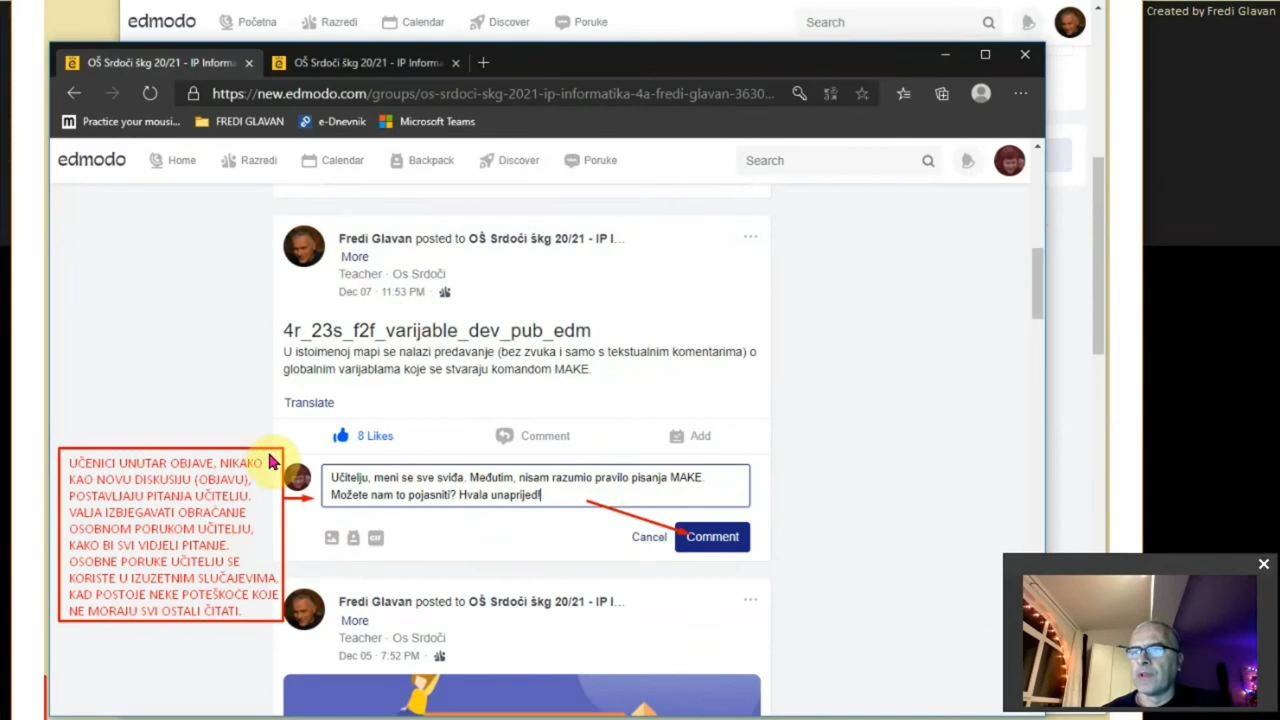 Created by Fredi Glavan
edmodo Početna Razredi Calendar Discover Poruke Search
OŠ Srdoči škg 20/21 - IP Informa OŠ Srdoči škg 20/21 - IP Informa
https://new.edmodo.com/groups/os-srdoci-skg-2021-ip-informatika-4a-fredi-glavan-3630...
Practice your mousi... FREDI GLAVAN e-Dnevnik Microsoft Teams
edmodo Home Razredi Calendar Backpack Discover Poruke Search
Fredi Glavan posted to OŠ Srdoči škg 20/21 - IP I...
More
Teacher · Os Srdoči
Dec 07 · 11:53 PM ·
4r_23s_f2f_varijable_dev_pub_edm
U istoimenoj mapi se nalazi predavanje (bez zvuka i samo s tekstualnim komentarima) o
globalnim varijablama koje se stvaraju komandom MAKE.
Translate
8 Likes Comment Add
UČENICI UNUTAR OBJAVE, NIKAKO
KAO NOVU DISKUSIJU (OBJAVU),
POSTAVLJAJU PITANJA UČITELJU.
VALJA IZBJEGAVATI OBRAĆANJE
OSOBNOM PORUKOM UČITELJU,
KAKO BI SVI VIDJELI PITANJE.
OSOBNE PORUKE UČITELJU SE
KORISTE U IZUZETNIM SLUČAJEVIMA,
KAD POSTOJE NEKE POTEŠKOĆE KOJE
NE MORAJU SVI OSTALI ČITATI.
Učitelju, meni se sve sviđa. Međutim, nisam razumio pravilo pisanja MAKE.
Možete nam to pojasniti? Hvala unaprijed!
GIF Cancel Comment
Fredi Glavan posted to OŠ Srdoči škg 20/21 - IP I...
More
Teacher · Os Srdoči
Dec 05 · 7:52 PM ·